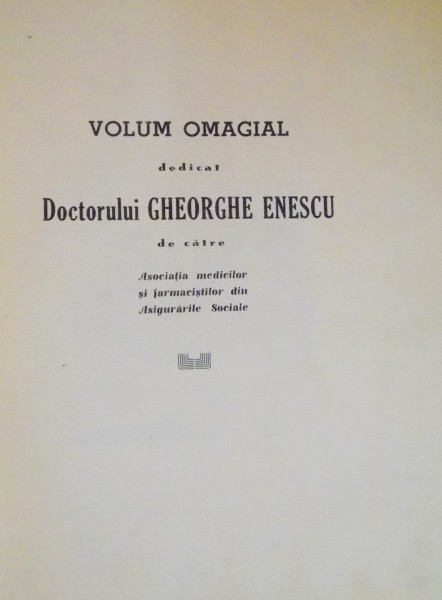 VOLUM OMAGIAL
dedicat
Doctorului GHEORGHE ENESCU
de către
Asociația medicilor
și farmaciștilor din
Asigurările Sociale